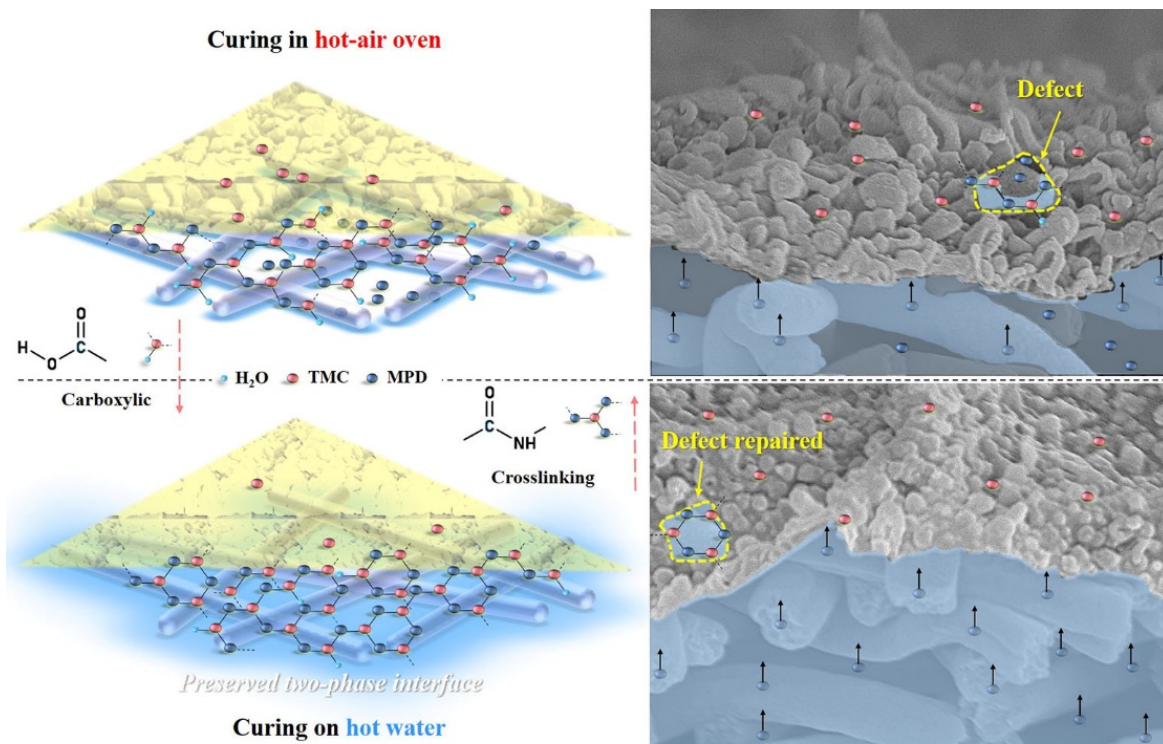 Curing in hot-air oven
Defect
O
H
O
C
Carboxylic
H₂O TMC MPD
O
C
NH
Crosslinking
Defect repaired
Preserved two-phase interface
Curing on hot water